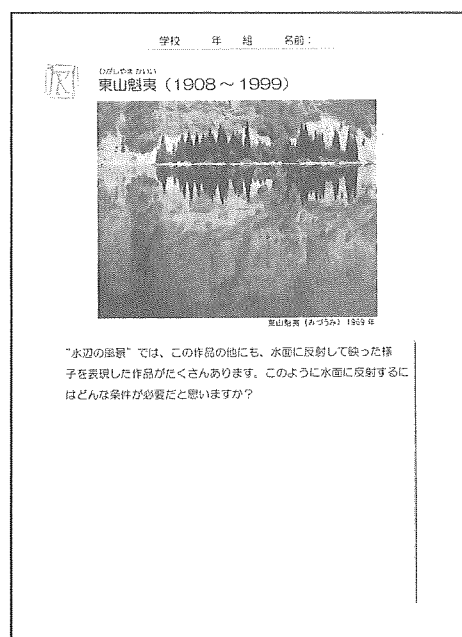 学校 年 組 名前：
ひがしやま かいい
東山魁夷（1908～1999）
東山魁夷《みづうみ》1969年
"水辺の風景"では、この作品の他にも、水面に反射して映った様
子を表現した作品がたくさんあります。このように水面に反射するに
はどんな条件が必要だと思いますか？